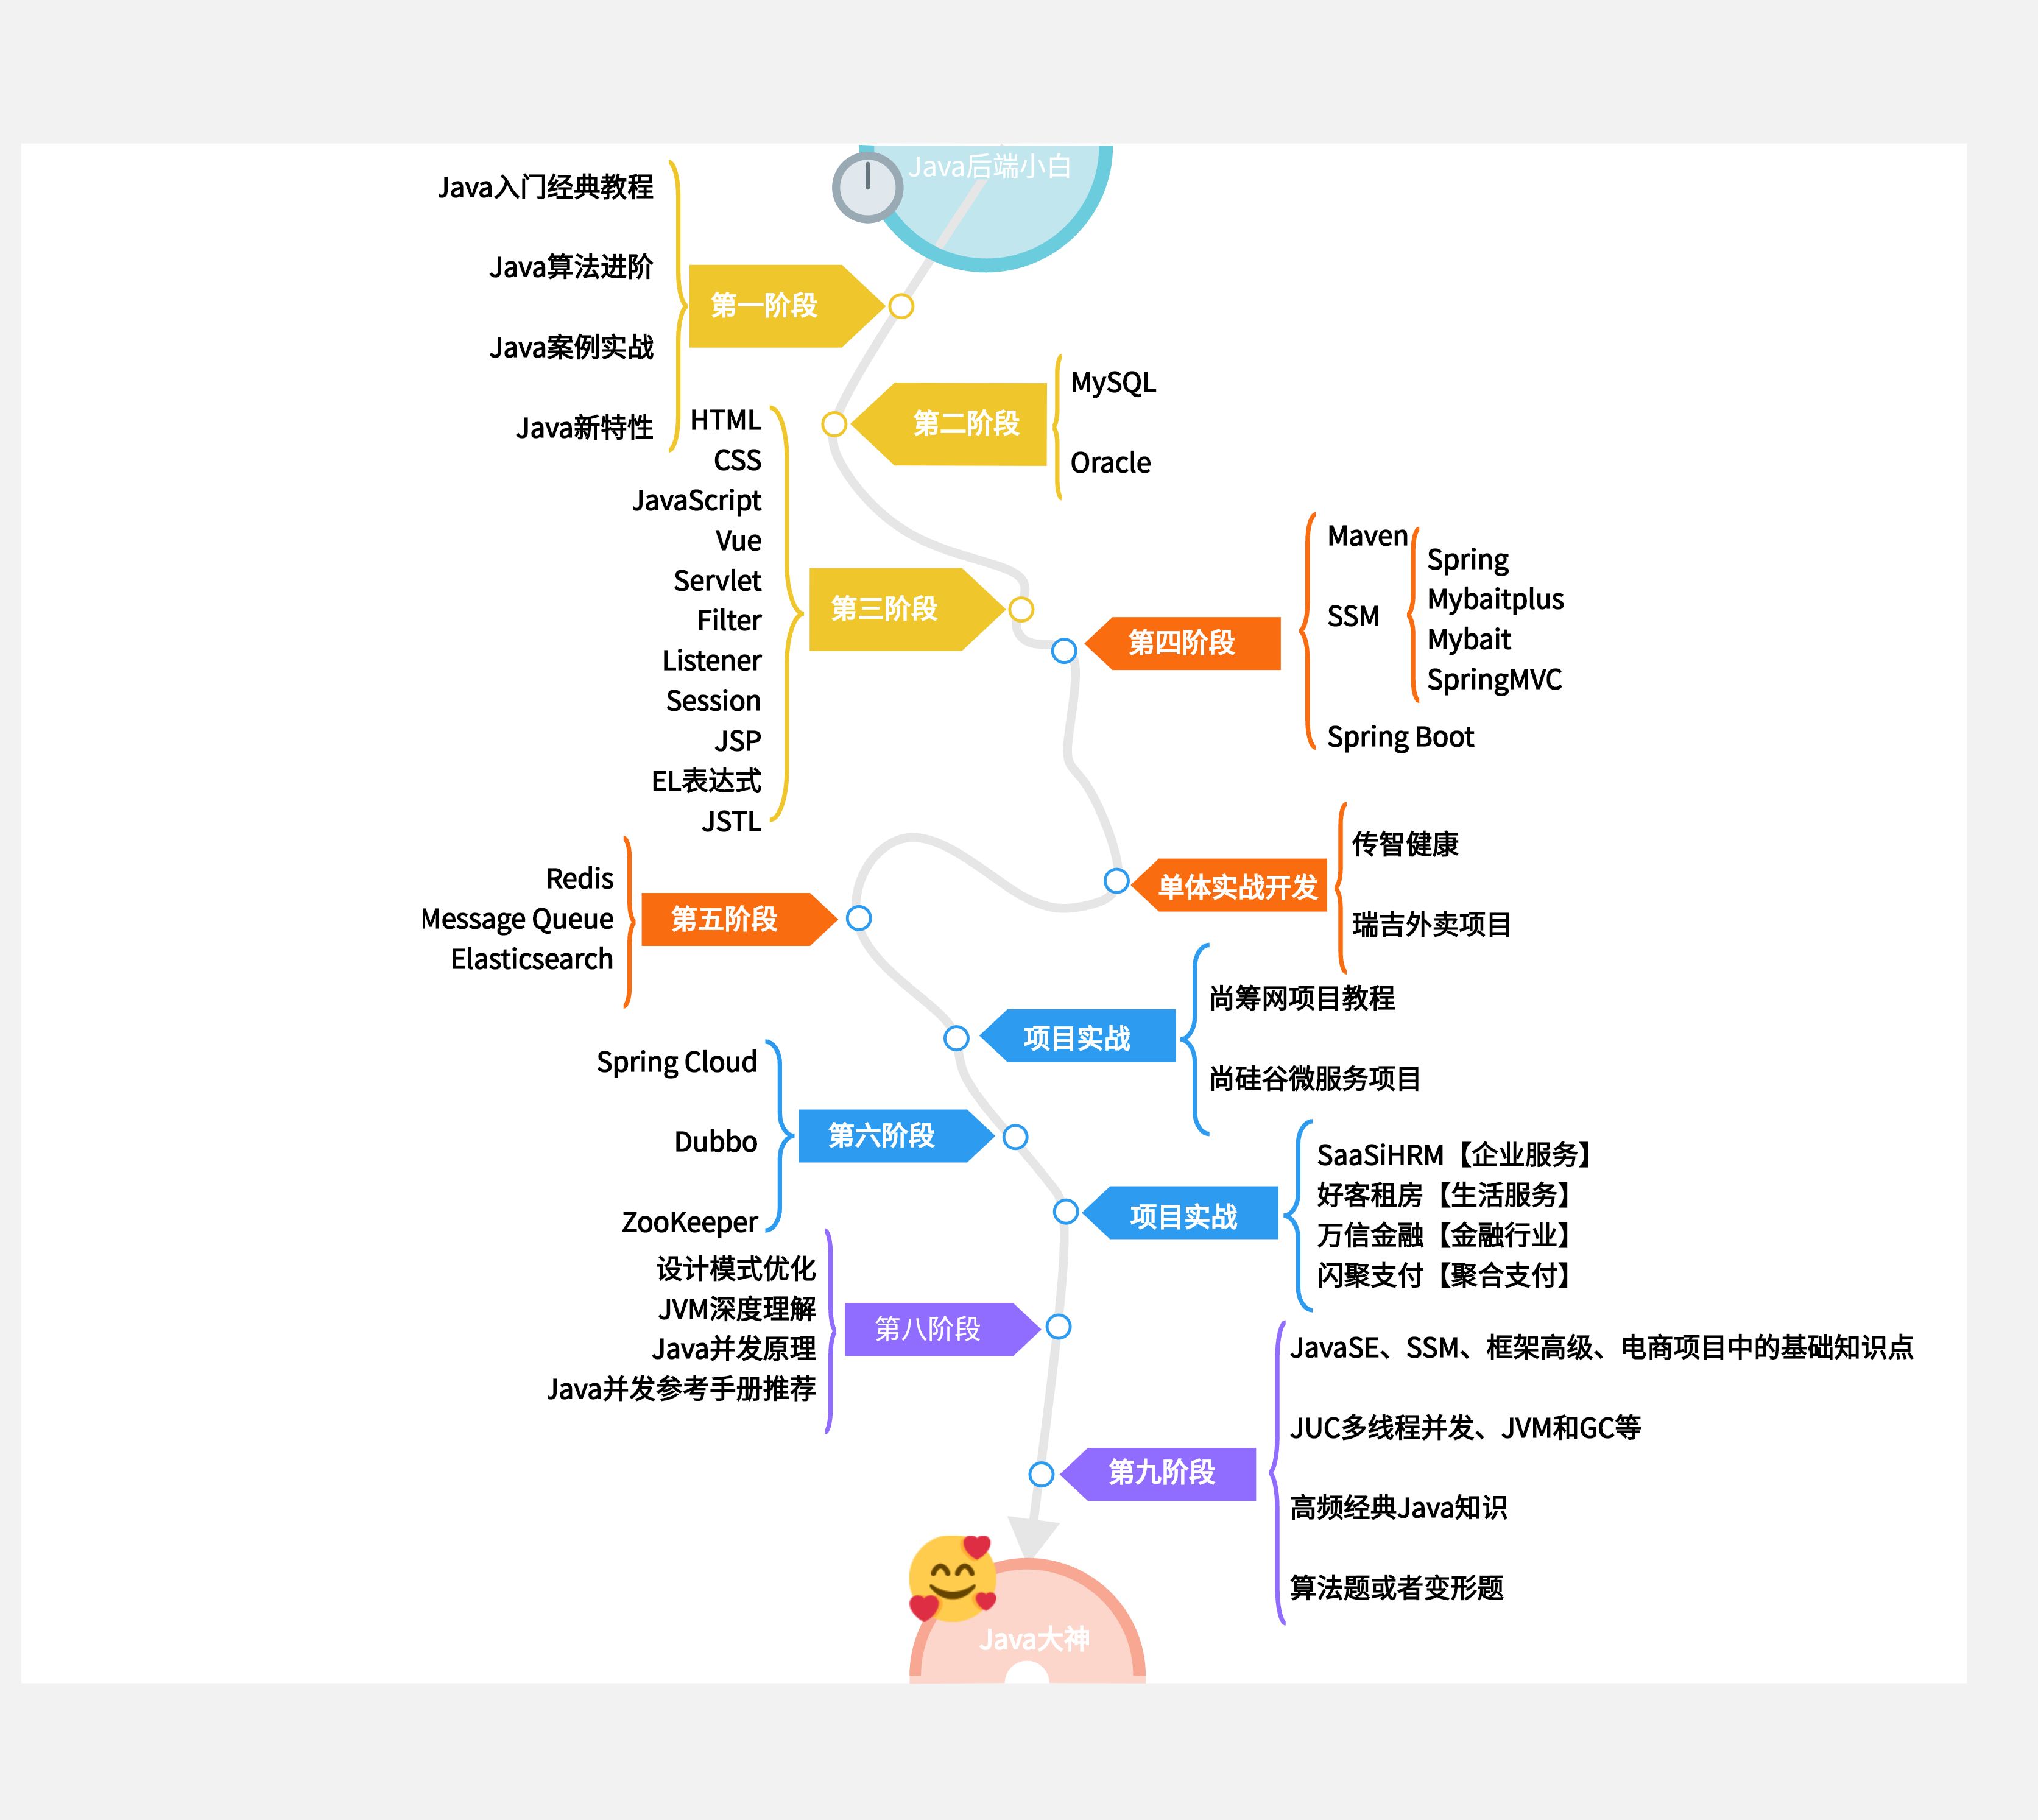 Java后端小白
Java入门经典教程
Java算法进阶
Java案例实战
Java新特性
第一阶段
第二阶段
MySQL
Oracle
HTML
CSS
JavaScript
Vue
Servlet
Filter
Listener
Session
JSP
EL表达式
JSTL
第三阶段
第四阶段
Maven
SSM
Spring
Mybaitplus
Mybait
SpringMVC
Spring Boot
单体实战开发
传智健康
瑞吉外卖项目
Redis
Message Queue
Elasticsearch
第五阶段
项目实战
尚筹网项目教程
尚硅谷微服务项目
Spring Cloud
Dubbo
ZooKeeper
第六阶段
项目实战
SaaSiHRM【企业服务】
好客租房【生活服务】
万信金融【金融行业】
闪聚支付【聚合支付】
设计模式优化
JVM深度理解
Java并发原理
Java并发参考手册推荐
第八阶段
第九阶段
JavaSE、SSM、框架高级、电商项目中的基础知识点
JUC多线程并发、JVM和GC等
高频经典Java知识
算法题或者变形题
Java大神